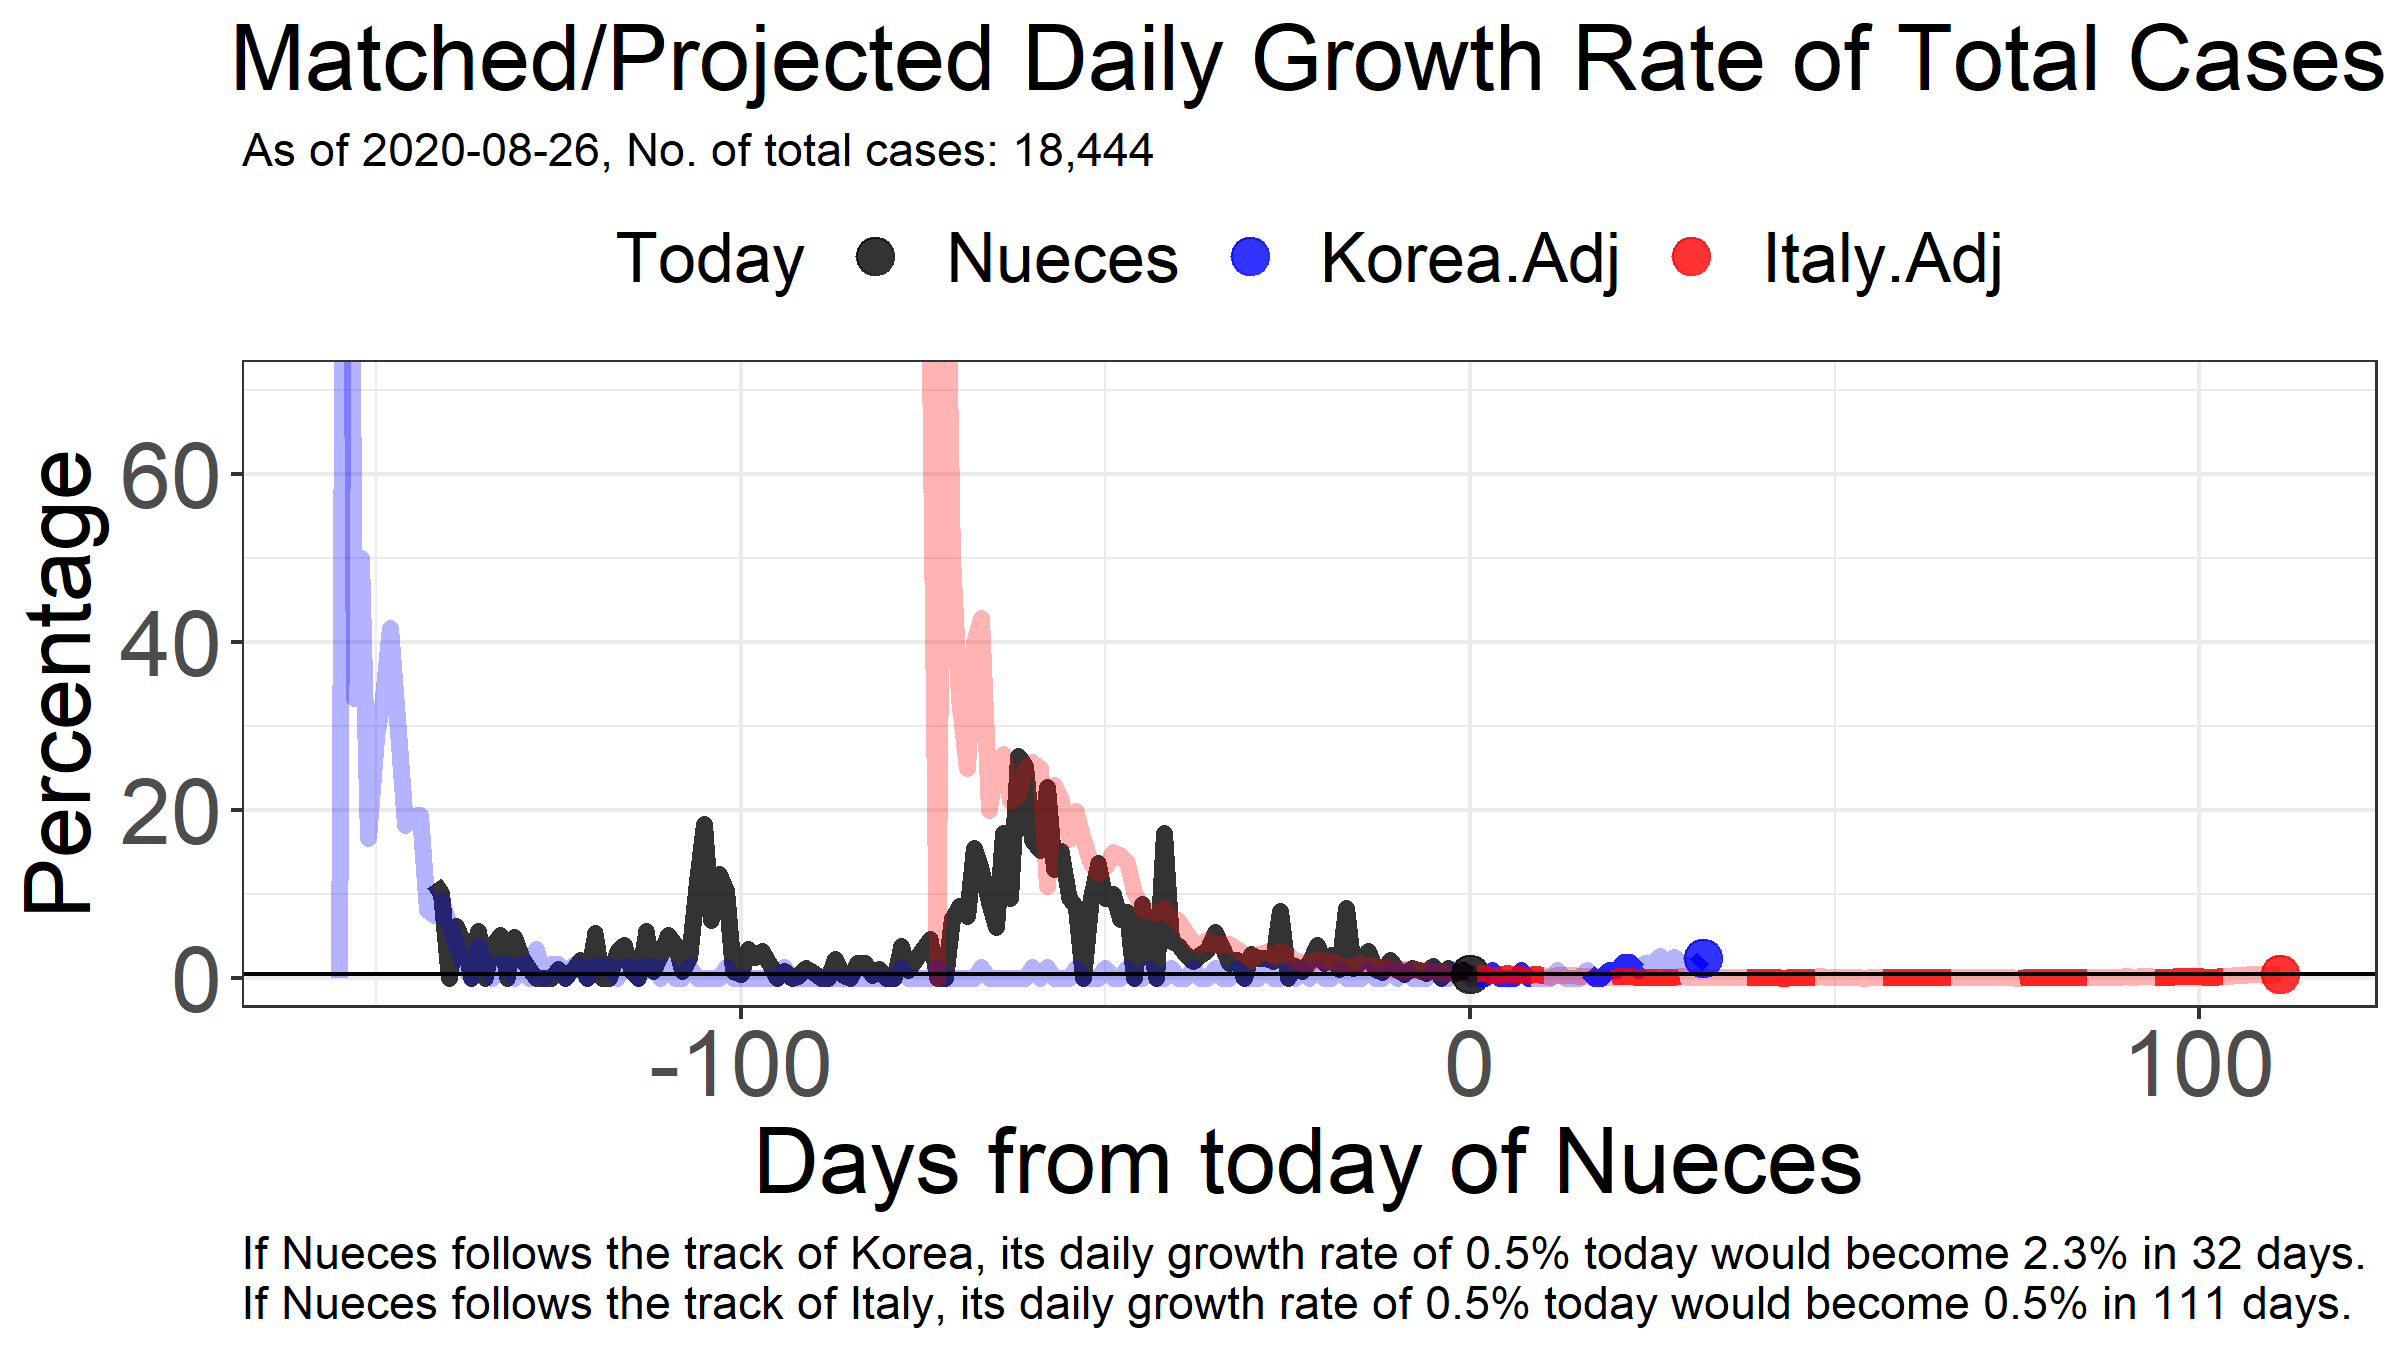 Matched/Projected Daily Growth Rate of Total Cases
As of 2020-08-26, No. of total cases: 18,444
Today Nueces Korea.Adj Italy.Adj
Percentage
60
40
20
0
-100 0 100
Days from today of Nueces
If Nueces follows the track of Korea, its daily growth rate of 0.5% today would become 2.3% in 32 days.
If Nueces follows the track of Italy, its daily growth rate of 0.5% today would become 0.5% in 111 days.